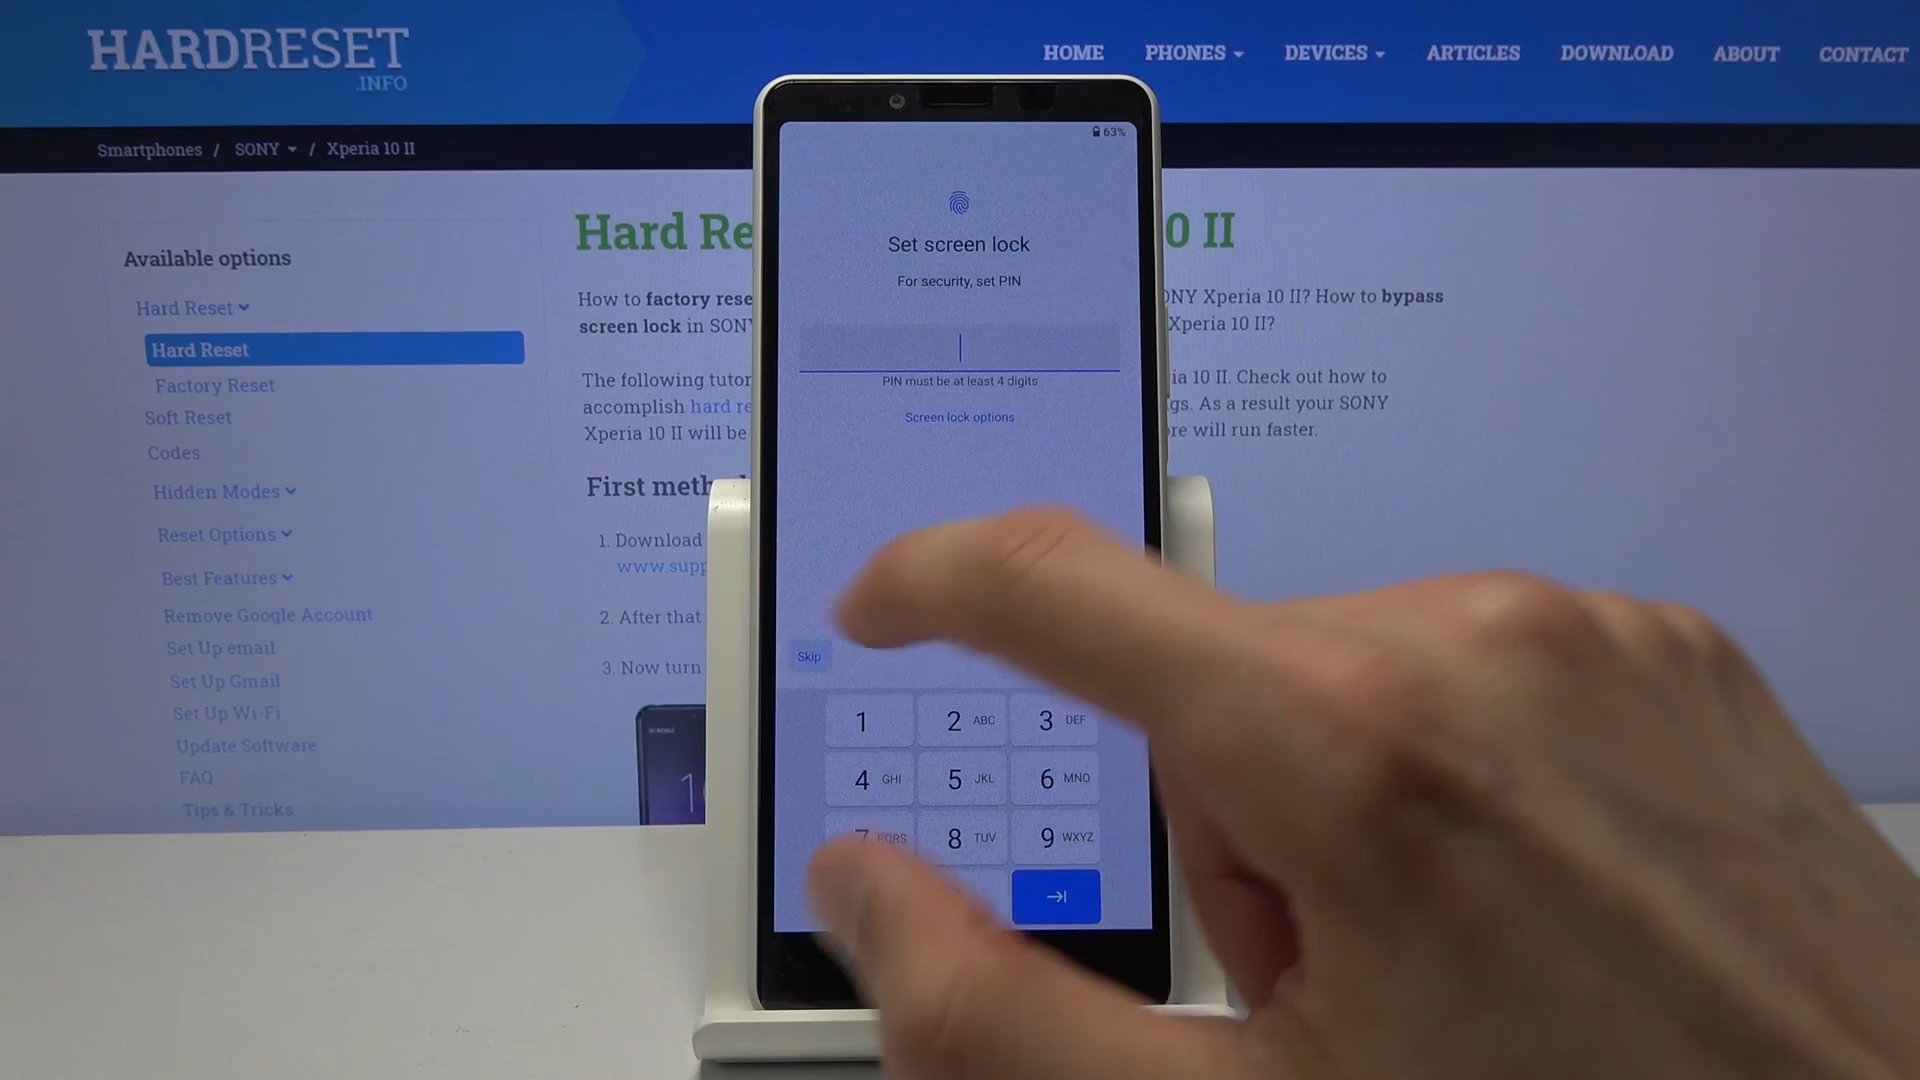 HARDRESET
.INFO
HOME PHONES DEVICES ARTICLES DOWNLOAD ABOUT CONTACT
Smartphones / SONY / Xperia 10 II
Available options
Hard Reset
Hard Reset
Factory Reset
Soft Reset
Codes
Hidden Modes
Reset Options
Best Features
Remove Google Account
Set Up email
Set Up Gmail
Set Up Wi-Fi
Update Software
FAQ
Tips & Tricks
Hard Re
0 II
How to factory rese
screen lock in SON
ONY Xperia 10 II? How to bypass
Xperia 10 II?
The following tutor
accomplish hard re
Xperia 10 II will be
ia 10 II. Check out how to
gs. As a result your SONY
re will run faster.
First meth
1. Download
www.supp
2. After that
3. Now turn
63%
Set screen lock
For security, set PIN
PIN must be at least 4 digits
Screen lock options
Skip
1
2 ABC
3 DEF
4 GHI
5 JKL
6 MNO
7 PQRS
8 TUV
9 WXYZ